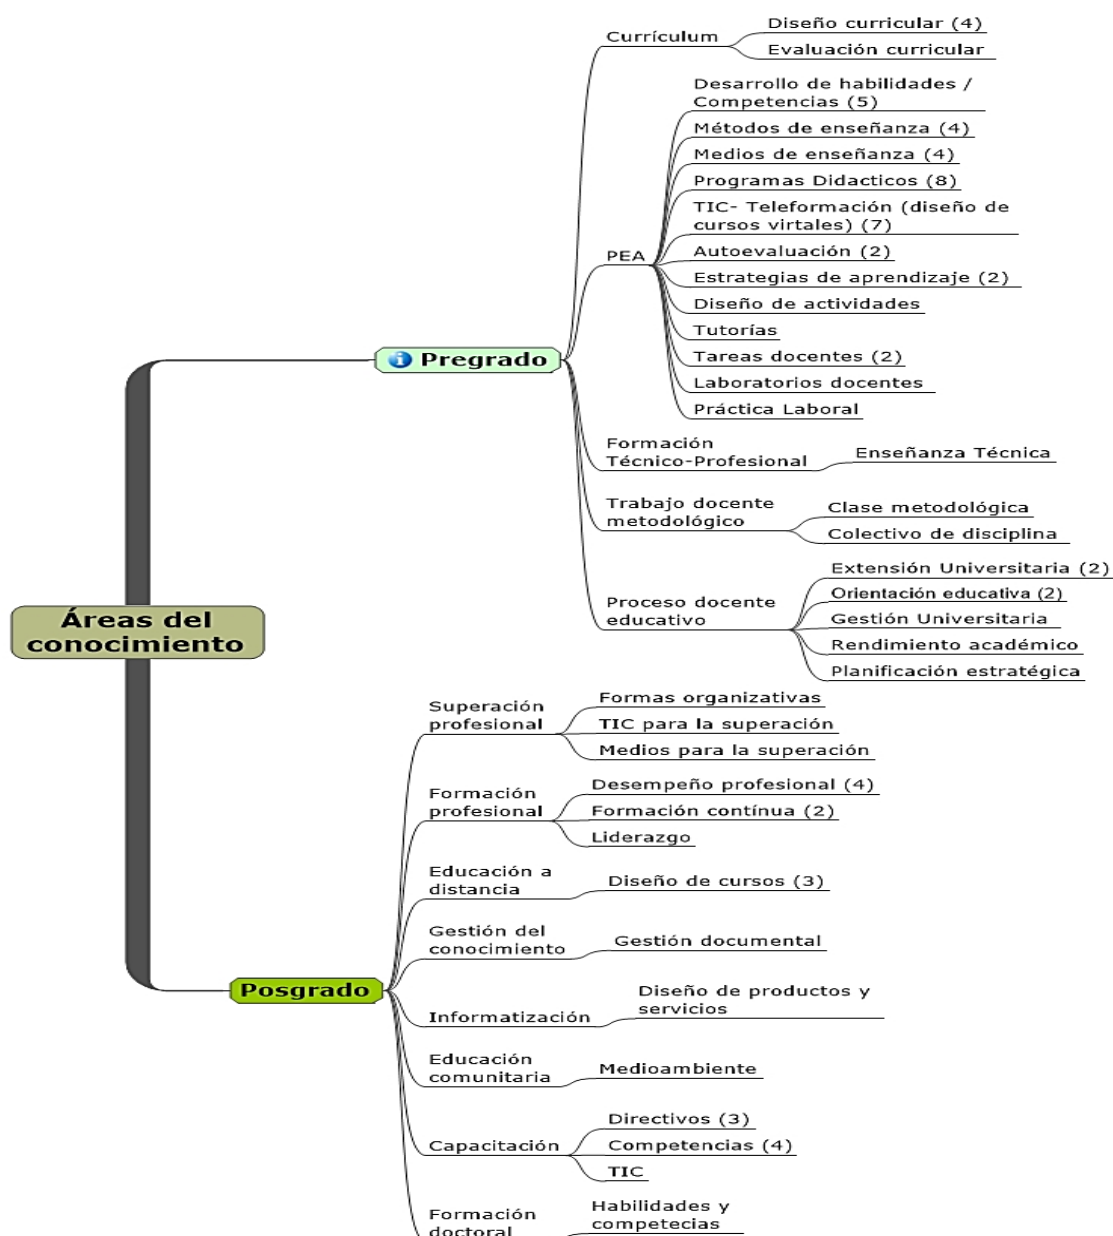 Áreas del
conocimiento
Pregrado
Currículum
Diseño curricular (4)
Evaluación curricular
PEA
Desarrollo de habilidades /
Competencias (5)
Métodos de enseñanza (4)
Medios de enseñanza (4)
Programas Didacticos (8)
TIC- Teleformación (diseño de
cursos virtales) (7)
Autoevaluación (2)
Estrategias de aprendizaje (2)
Diseño de actividades
Tutorías
Tareas docentes (2)
Laboratorios docentes
Práctica Laboral
Formación
Técnico-Profesional
Enseñanza Técnica
Trabajo docente
metodológico
Clase metodológica
Colectivo de disciplina
Proceso docente
educativo
Extensión Universitaria (2)
Orientación educativa (2)
Gestión Universitaria
Rendimiento académico
Planificación estratégica
Posgrado
Superación
profesional
Formas organizativas
TIC para la superación
Medios para la superación
Formación
profesional
Desempeño profesional (4)
Formación contínua (2)
Liderazgo
Educación a
distancia
Diseño de cursos (3)
Gestión del
conocimiento
Gestión documental
Informatización
Diseño de productos y
servicios
Educación
comunitaria
Medioambiente
Capacitación
Directivos (3)
Competencias (4)
TIC
Formación
doctoral
Habilidades y
competecias